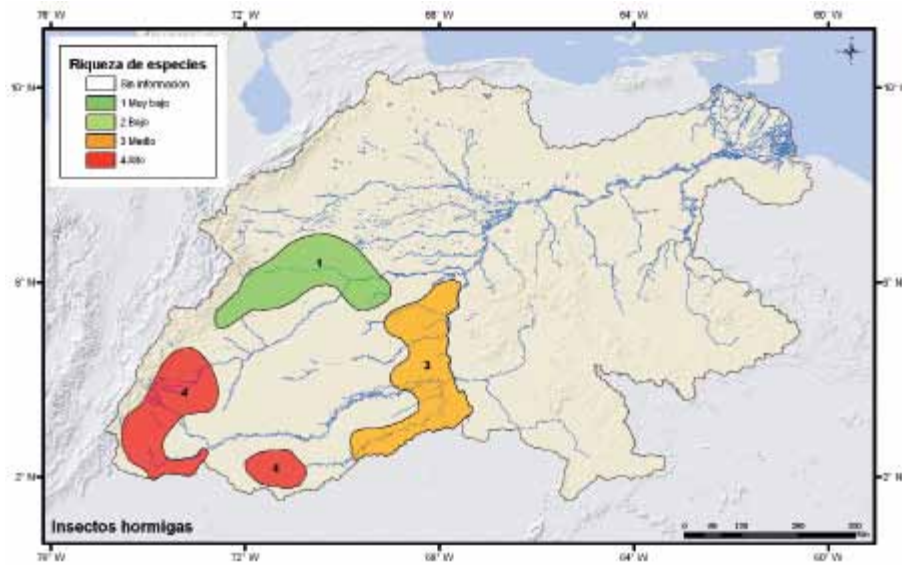 76° W 72° W 68° W 64° W 60° W
Riqueza de especies
Sin informacion
1 Muy bajo
2 Bajo
3 Medio
4 Alto
10° N 10° N
6° N 6° N
2° N 2° N
1
3
4
4
Insectos hormigas
76° W 72° W 68° W 64° W 60° W